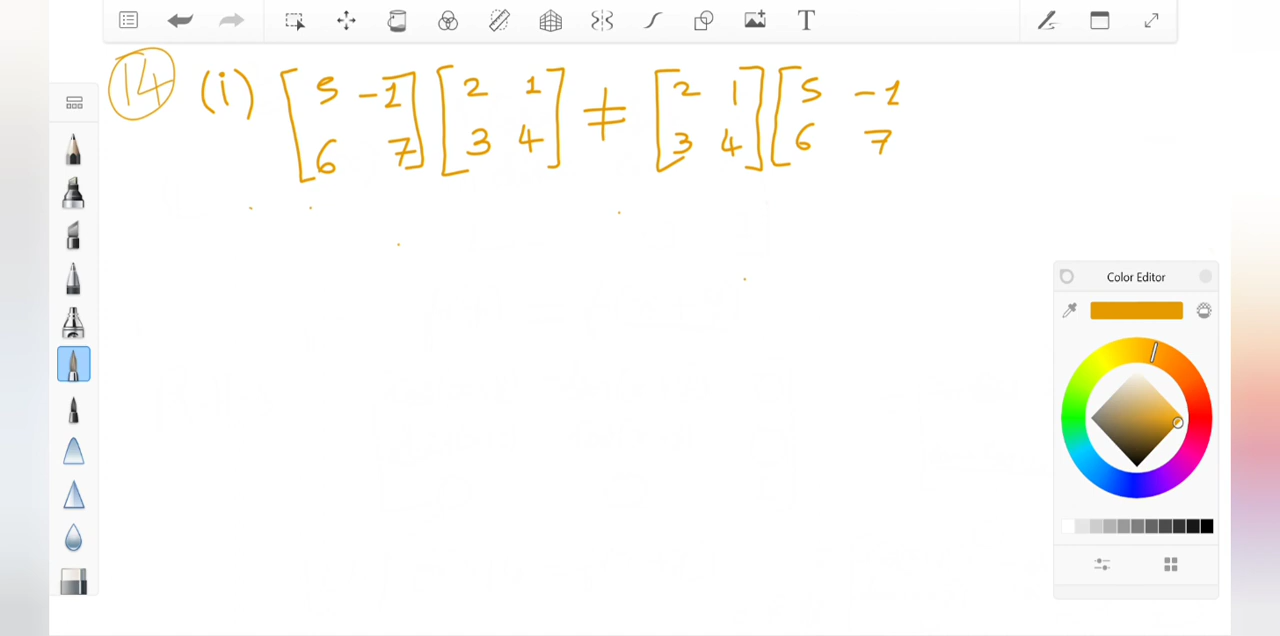 T
14 (i) [5 -1 [2 1] ≠ [2 1] [5 -1
6 7] 3 4] 3 4] 6 7
Color Editor